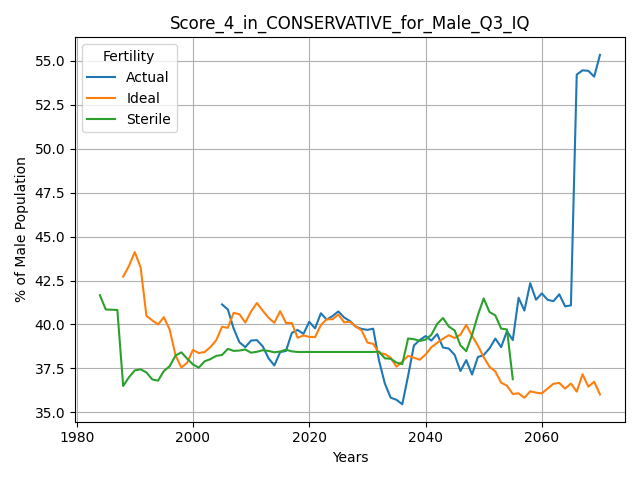 Score_4_in_CONSERVATIVE_for_Male_Q3_IQ
Fertility
Actual
Ideal
Sterile
% of Male Population
55.0
52.5
50.0
47.5
45.0
42.5
40.0
37.5
35.0
1980
2000
2020
2040
2060
Years